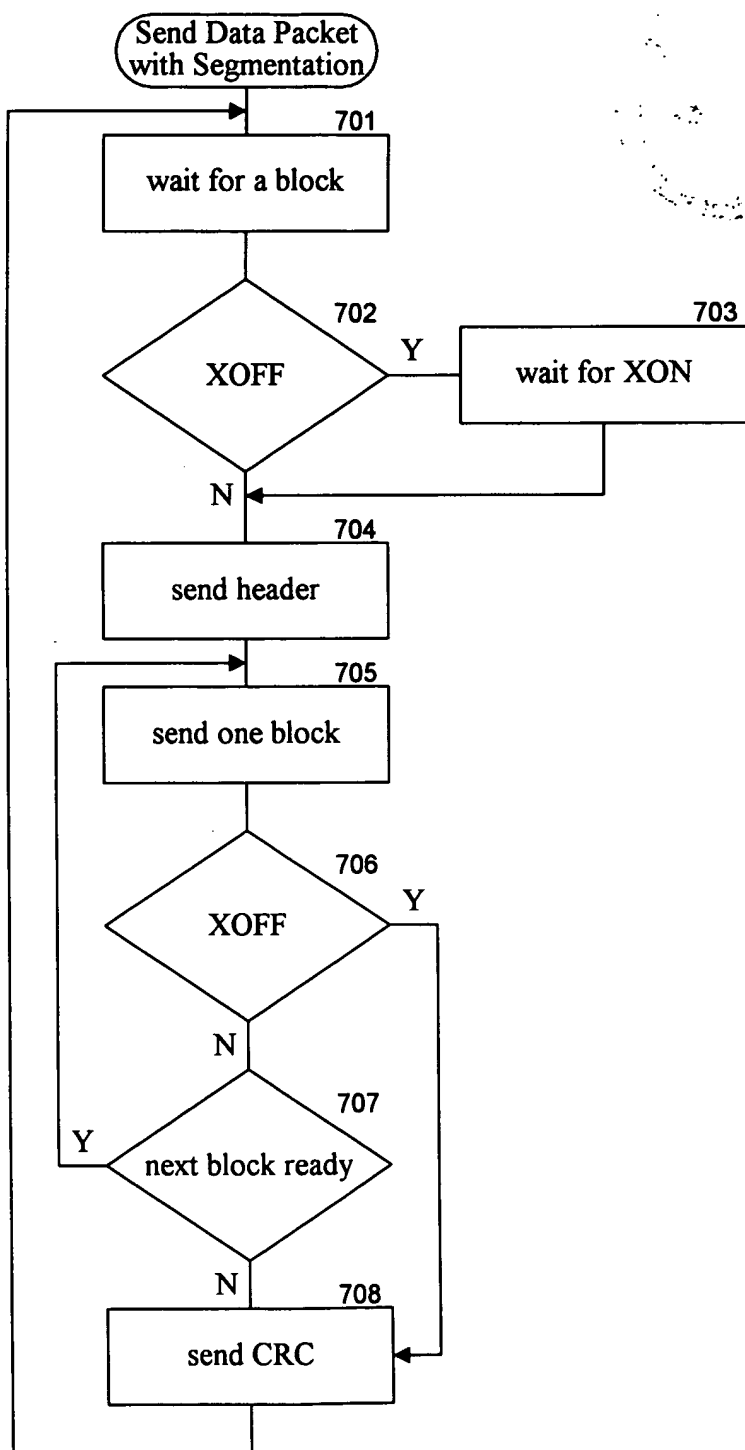 Send Data Packet
with Segmentation
701
wait for a block
702
XOFF
Y
703
wait for XON
N
704
send header
705
send one block
706
XOFF
Y
N
707
next block ready
Y
N
708
send CRC